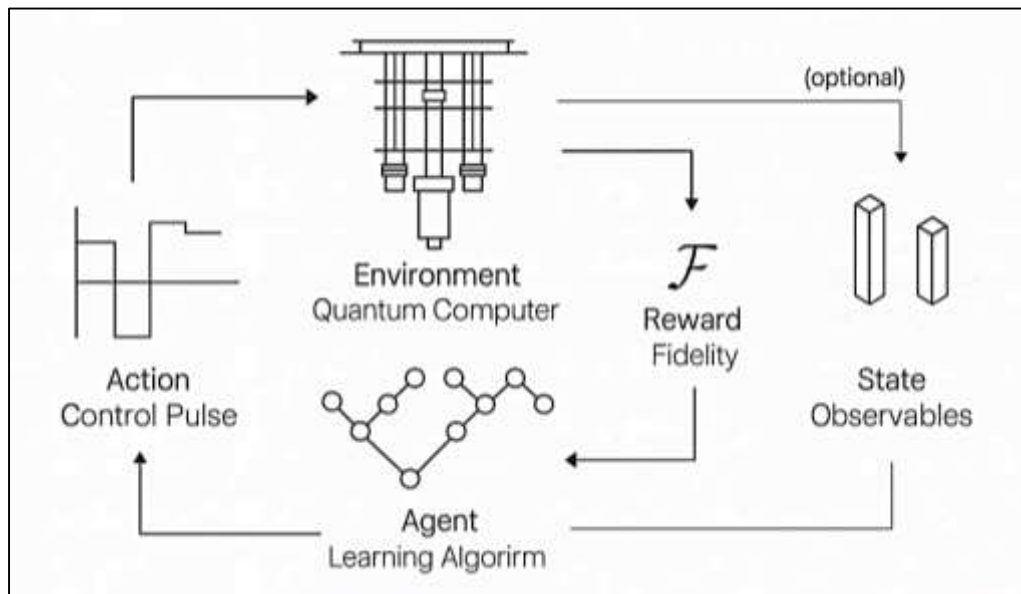 (optional)
Environment
Quantum Computer
ℱ
Reward
Fidelity
Action
Control Pulse
State
Observables
Agent
Learning Algorirm